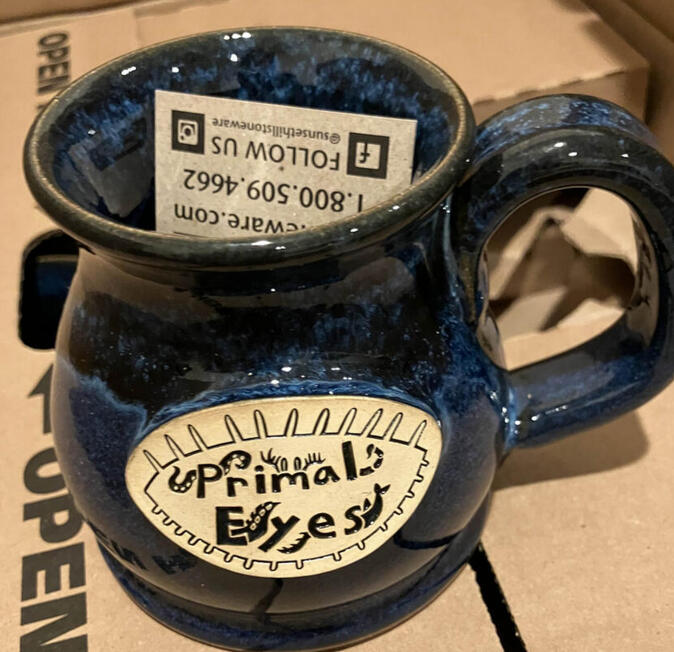 OPEN
FOLLOW US
@sunsethillstoneware
1.800.509.4662
eware.com
Primal
Eyes
OPEN